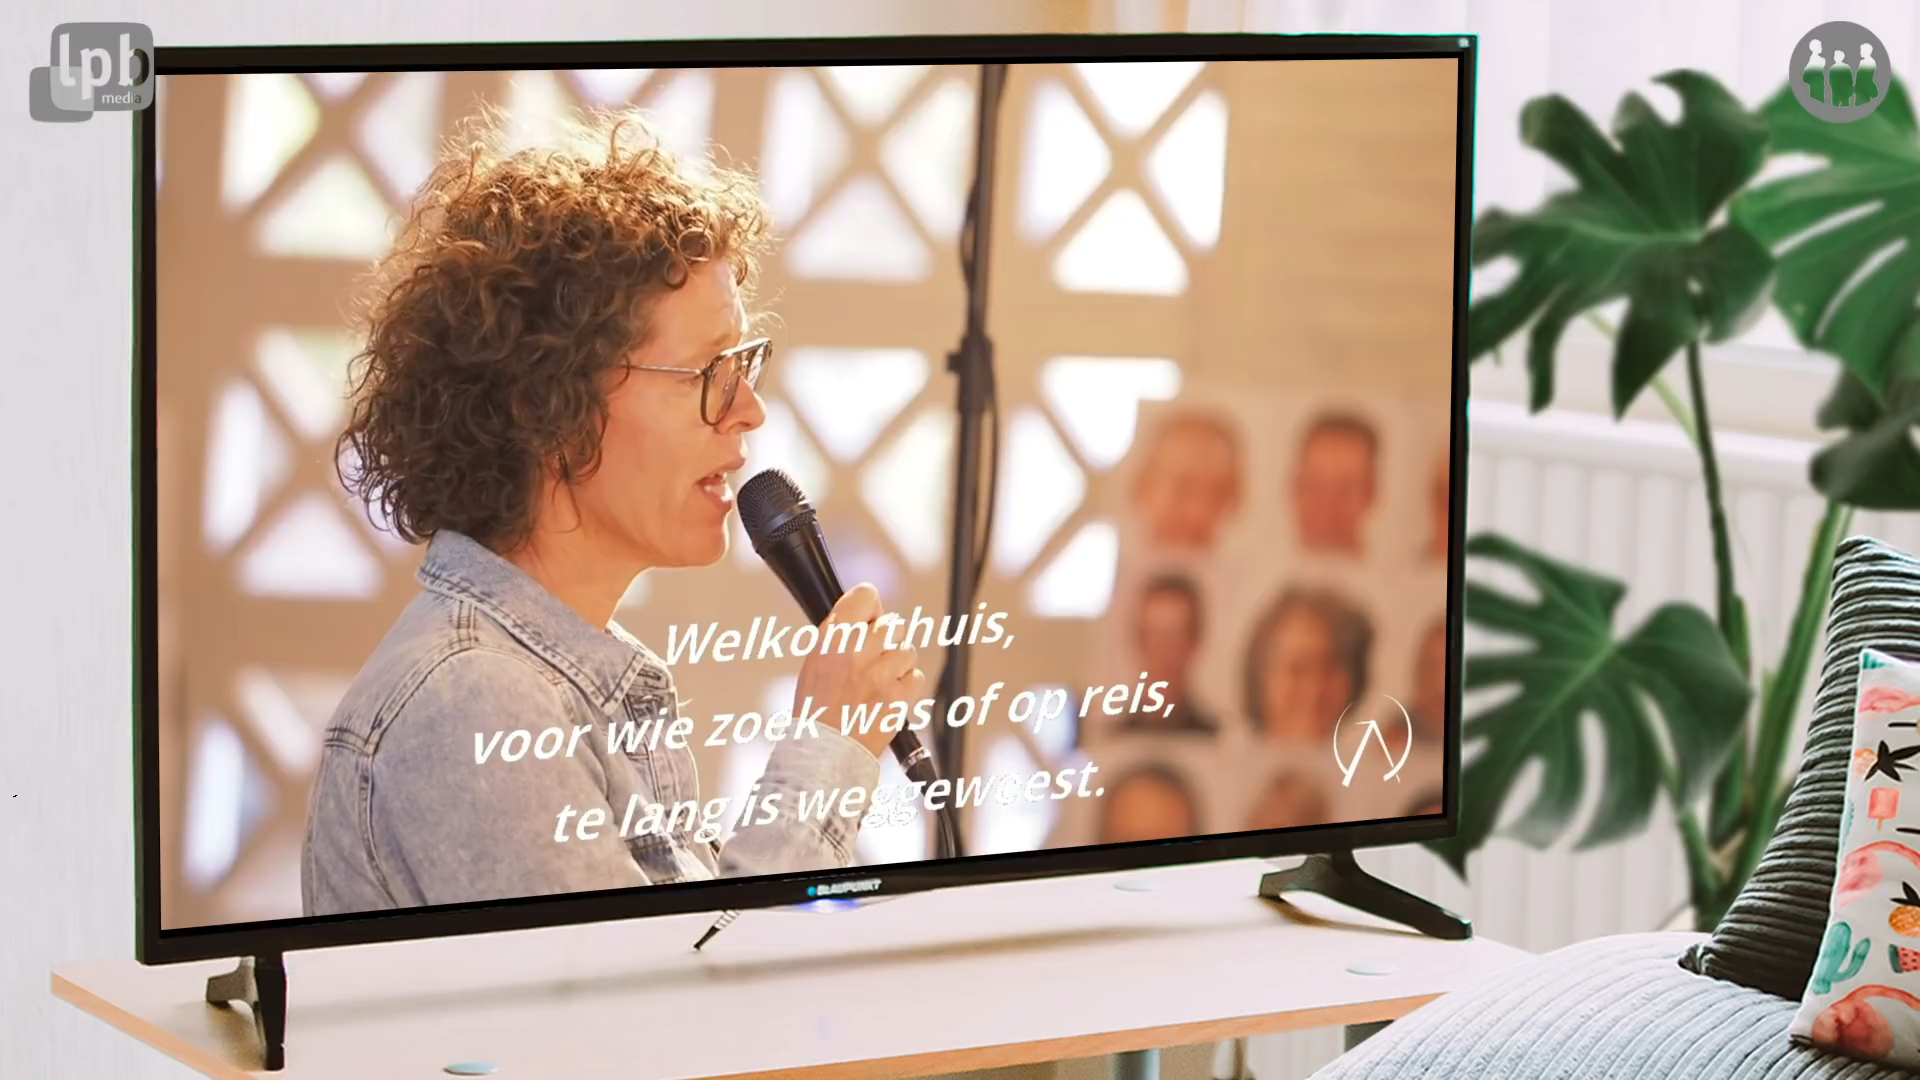 lpb
media
Welkom thuis,
voor wie zoek was of op reis,
te lang is weggeweest.
BLAUPUNKT